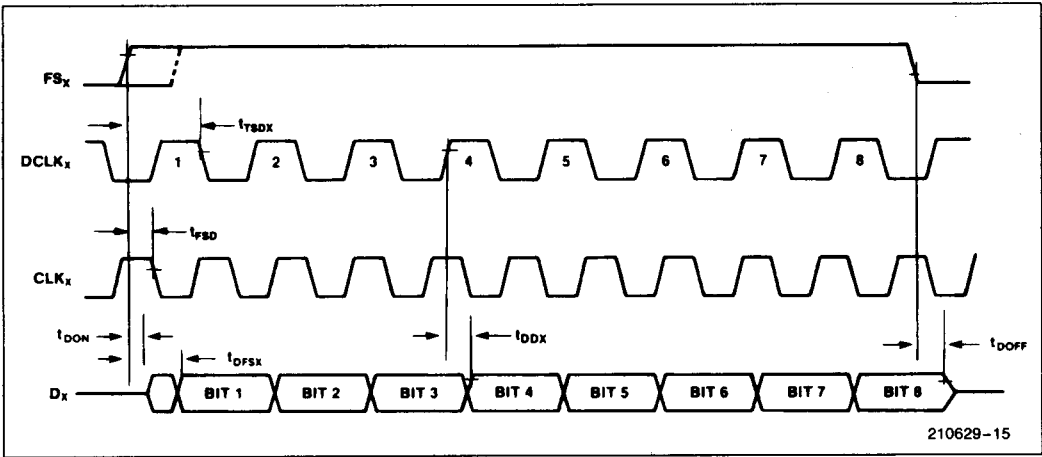 FSX
tTSDX
DCLKX 1 2 3 4 5 6 7 8
tFSD
CLKX
tDON tDDX tDOFF
tDFSX
DX BIT 1 BIT 2 BIT 3 BIT 4 BIT 5 BIT 6 BIT 7 BIT 8
210629-15